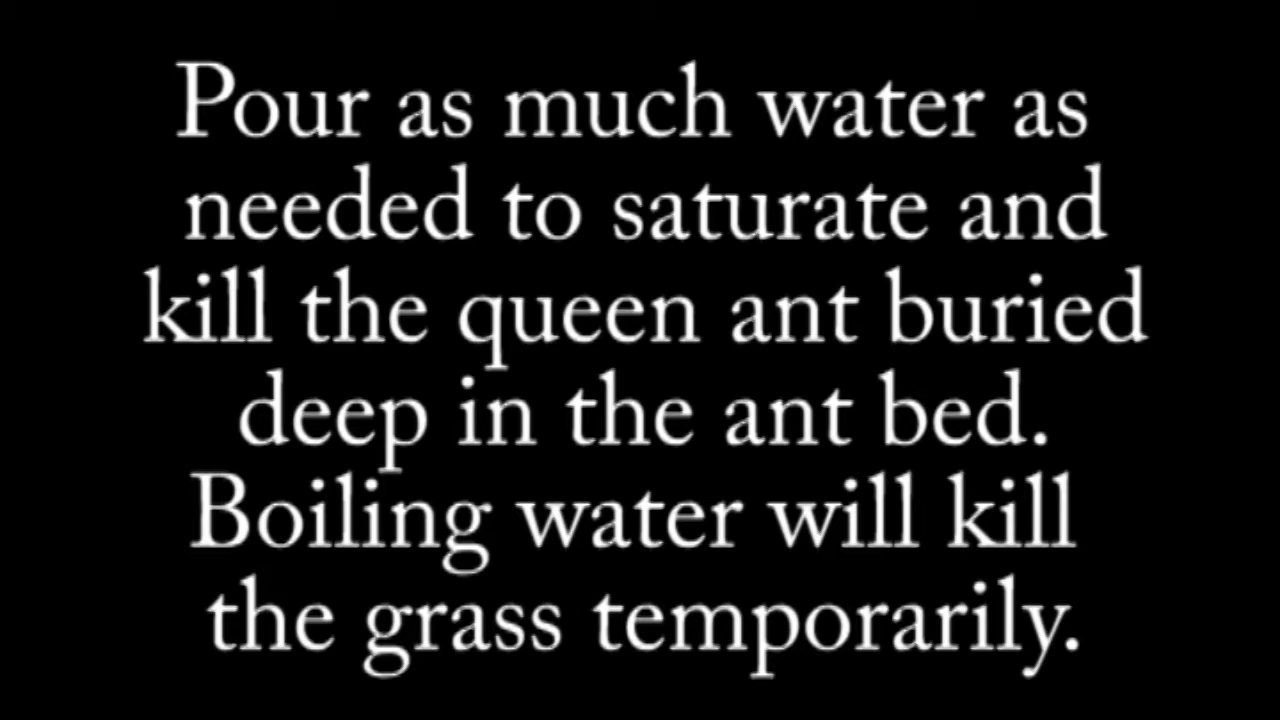 Pour as much water as
needed to saturate and
kill the queen ant buried
deep in the ant bed.
Boiling water will kill
the grass temporarily.